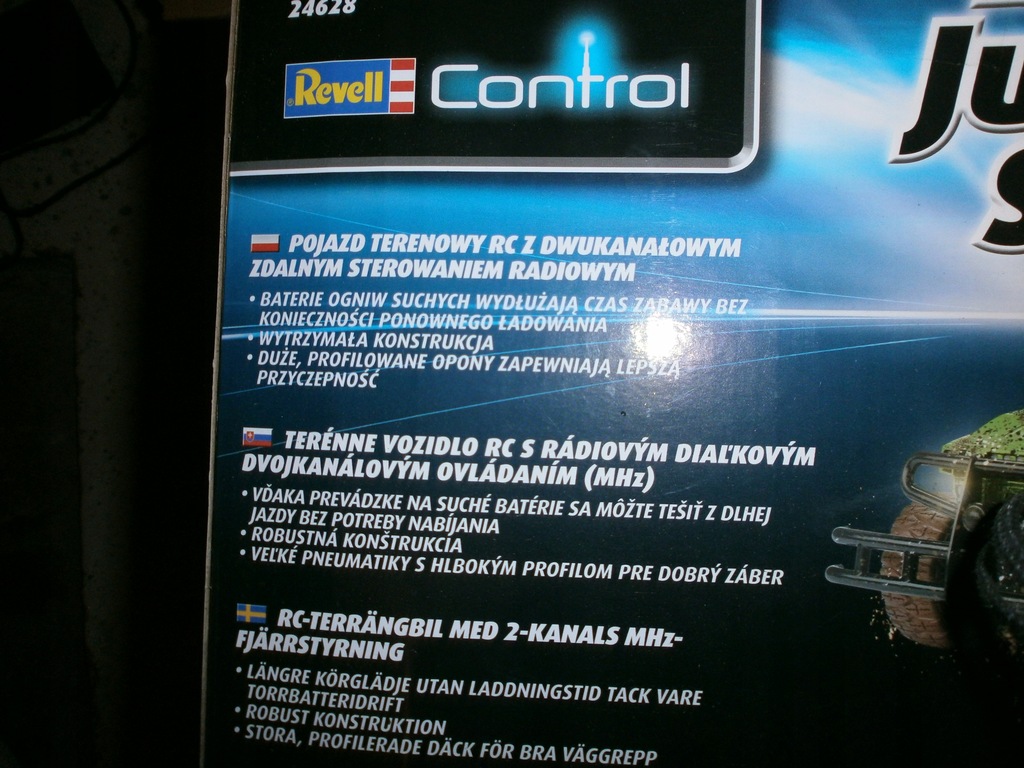 24628
Revell Control
JU
S
POJAZD TERENOWY RC Z DWUKANAŁOWYM
ZDALNYM STEROWANIEM RADIOWYM
• BATERIE OGNIW SUCHYCH WYDŁUŻAJĄ CZAS ZABAWY BEZ
KONIECZNOŚCI PONOWNEGO ŁADOWANIA
• WYTRZYMAŁA KONSTRUKCJA
• DUŻE, PROFILOWANE OPONY ZAPEWNIAJĄ LEPSZĄ
PRZYCZEPNOŚĆ
TERÉNNE VOZIDLO RC S RÁDIOVÝM DIAĽKOVÝM
DVOJKANÁLOVÝM OVLÁDANÍM (MHz)
• VĎAKA PREVÁDZKE NA SUCHÉ BATÉRIE SA MÔŽTE TEŠIŤ Z DLHEJ
JAZDY BEZ POTREBY NABÍJANIA
• ROBUSTNÁ KONŠTRUKCIA
• VEĽKÉ PNEUMATIKY S HLBOKÝM PROFILOM PRE DOBRÝ ZÁBER
RC-TERRÄNGBIL MED 2-KANALS MHz-
FJÄRRSTYRNING
• LÄNGRE KÖRGLÄDJE UTAN LADDNINGSTID TACK VARE
TORRBATTERIDRIFT
• ROBUST KONSTRUKTION
• STORA, PROFILERADE DÄCK FÖR BRA VÄGGREPP